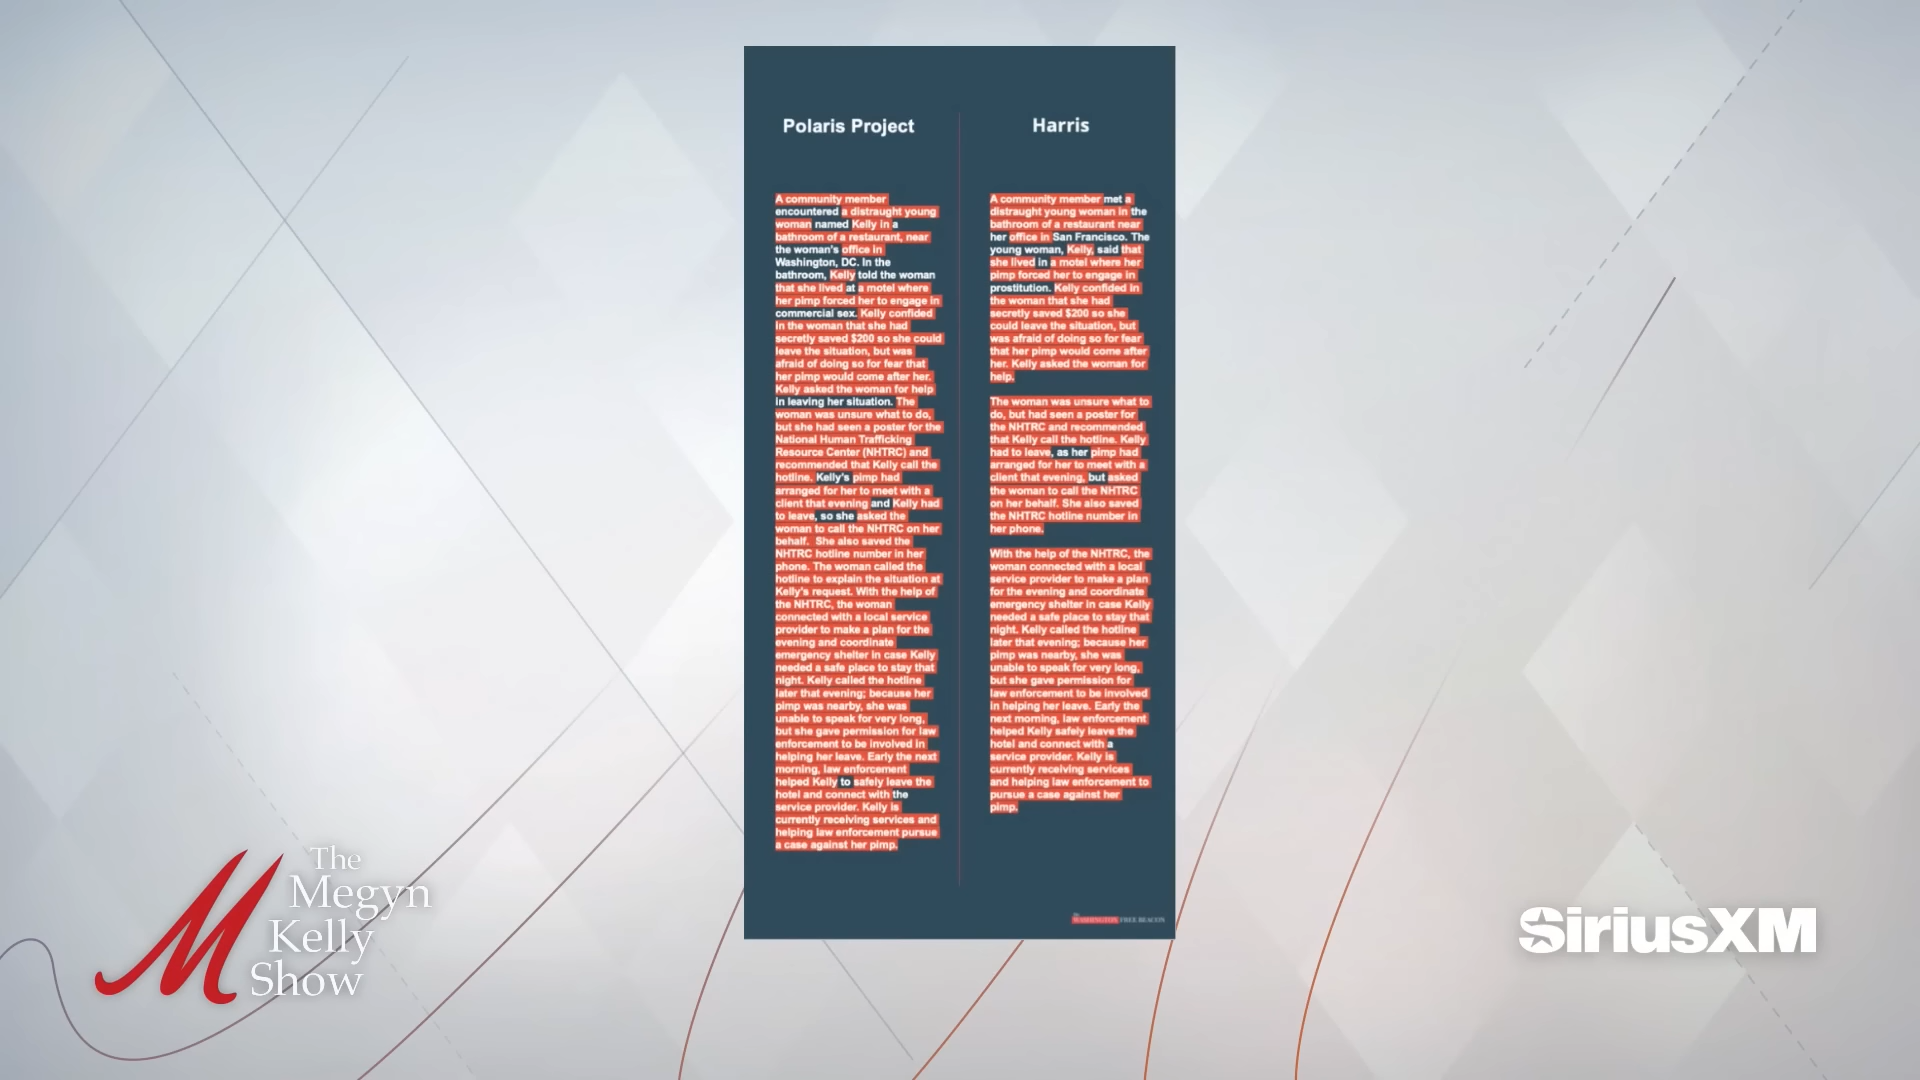 Polaris Project
A community member
encountered a distraught young
woman named Kelly in a
bathroom of a restaurant, near
the woman's office in
Washington, DC. In the
bathroom, Kelly told the woman
that she lived at a motel where
her pimp forced her to engage in
commercial sex. Kelly confided
in the woman that she had
secretly saved $200 so she could
leave the situation, but was
afraid of doing so for fear that
her pimp would come after her.
Kelly asked the woman for help
in leaving her situation. The
woman was unsure what to do,
but she had seen a poster for the
National Human Trafficking
Resource Center (NHTRC) and
recommended that Kelly call the
hotline. Kelly's pimp had
arranged for her to meet with a
client that evening and Kelly had
to leave, so she asked the
woman to call the NHTRC on her
behalf. She also saved the
NHTRC hotline number in her
phone. The woman called the
hotline to explain the situation at
Kelly's request. With the help of
the NHTRC, the woman
connected with a local service
provider to make a plan for the
evening and coordinate
emergency shelter in case Kelly
needed a safe place to stay that
night. Kelly called the hotline
later that evening; because her
pimp was nearby, she was
unable to speak for very long,
but she gave permission for law
enforcement to be involved in
helping her leave. Early the next
morning, law enforcement
helped Kelly to safely leave the
hotel and connect with the
service provider. Kelly is
currently receiving services and
helping law enforcement pursue
a case against her pimp.
Harris
A community member met a
distraught young woman in the
bathroom of a restaurant near
her office in San Francisco. The
young woman, Kelly, said that
she lived in a motel where her
pimp forced her to engage in
prostitution. Kelly confided in
the woman that she had
secretly saved $200 so she
could leave the situation, but
was afraid of doing so for fear
that her pimp would come after
her. Kelly asked the woman for
help.
The woman was unsure what to
do, but had seen a poster for
the NHTRC and recommended
that Kelly call the hotline. Kelly
had to leave, as her pimp had
arranged for her to meet with a
client that evening, but asked
the woman to call the NHTRC
on her behalf. She also saved
the NHTRC hotline number in
her phone.
With the help of the NHTRC, the
woman connected with a local
service provider to make a plan
for the evening and coordinate
emergency shelter in case Kelly
needed a safe place to stay that
night. Kelly called the hotline
later that evening; because her
pimp was nearby, she was
unable to speak for very long,
but she gave permission for
law enforcement to be involved
in helping her leave. Early the
next morning, law enforcement
helped Kelly safely leave the
hotel and connect with a
service provider. Kelly is
currently receiving services
and helping law enforcement to
pursue a case against her
pimp.
WASHINGTON FREE BEACON
The
Megyn
Kelly
Show
SiriusXM